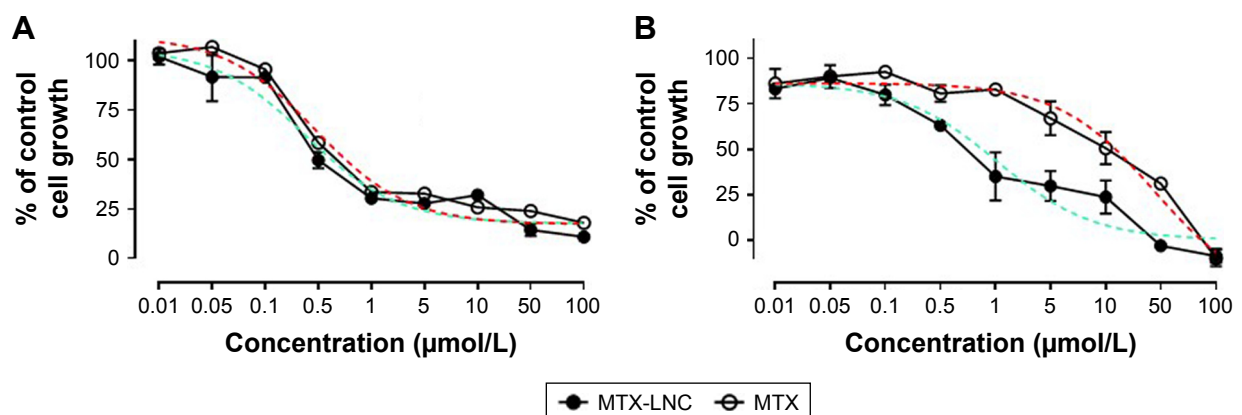 A
% of control
cell growth
100
75
50
25
0
0.01 0.05 0.1 0.5 1 5 10 50 100
Concentration (µmol/L)
B
% of control
cell growth
100
75
50
25
0
0.01 0.05 0.1 0.5 1 5 10 50 100
Concentration (µmol/L)
MTX-LNC MTX